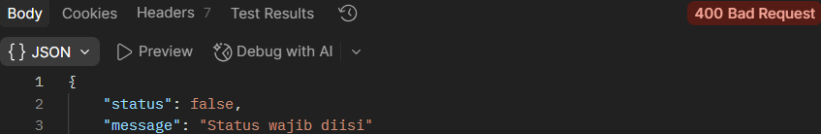 Body Cookies Headers 7 Test Results 400 Bad Request
{} JSON Preview Debug with AI
1 {
2 "status": false,
3 "message": "Status wajib diisi"